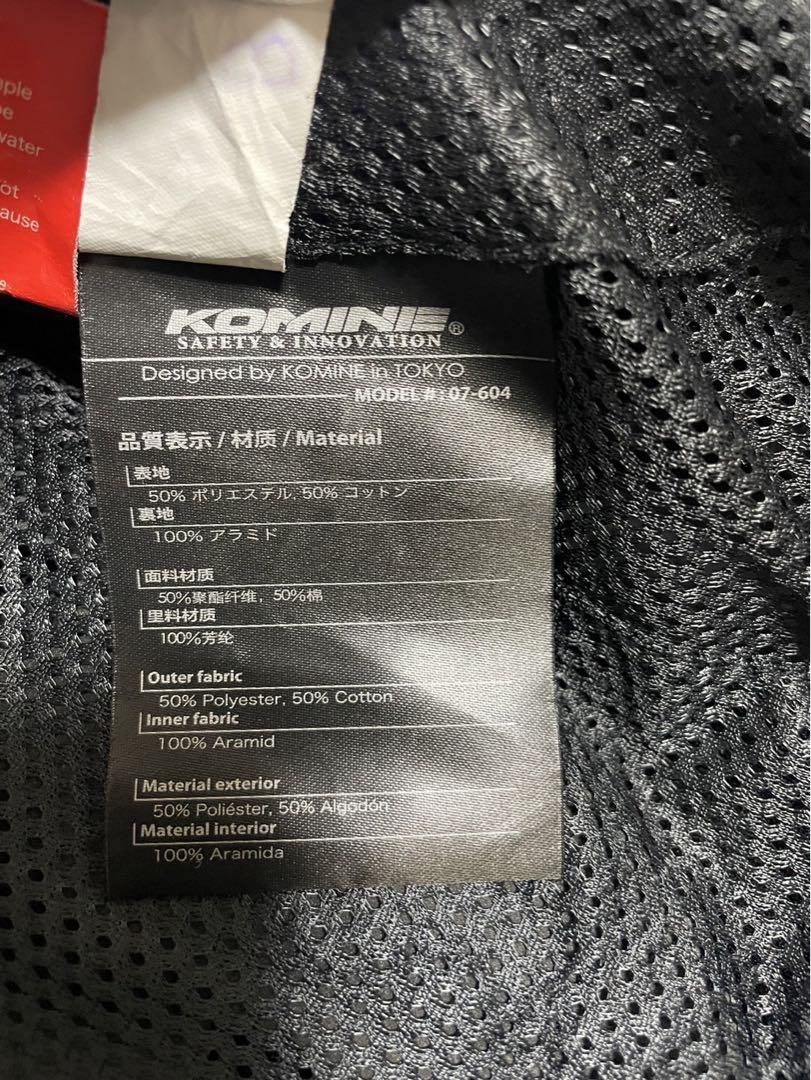 ple
water
ot
ause
KOMINE®
SAFETY & INNOVATION
Designed by KOMINE in TOKYO
MODEL # : 07-604
品質表示 / 材质 / Material
表地
50% ポリエステル, 50% コットン
裏地
100% アラミド
面料材质
50%聚酯纤维，50%棉
里料材质
100%芳纶
Outer fabric
50% Polyester, 50% Cotton
Inner fabric
100% Aramid
Material exterior
50% Poliéster, 50% Algodón
Material interior
100% Aramida